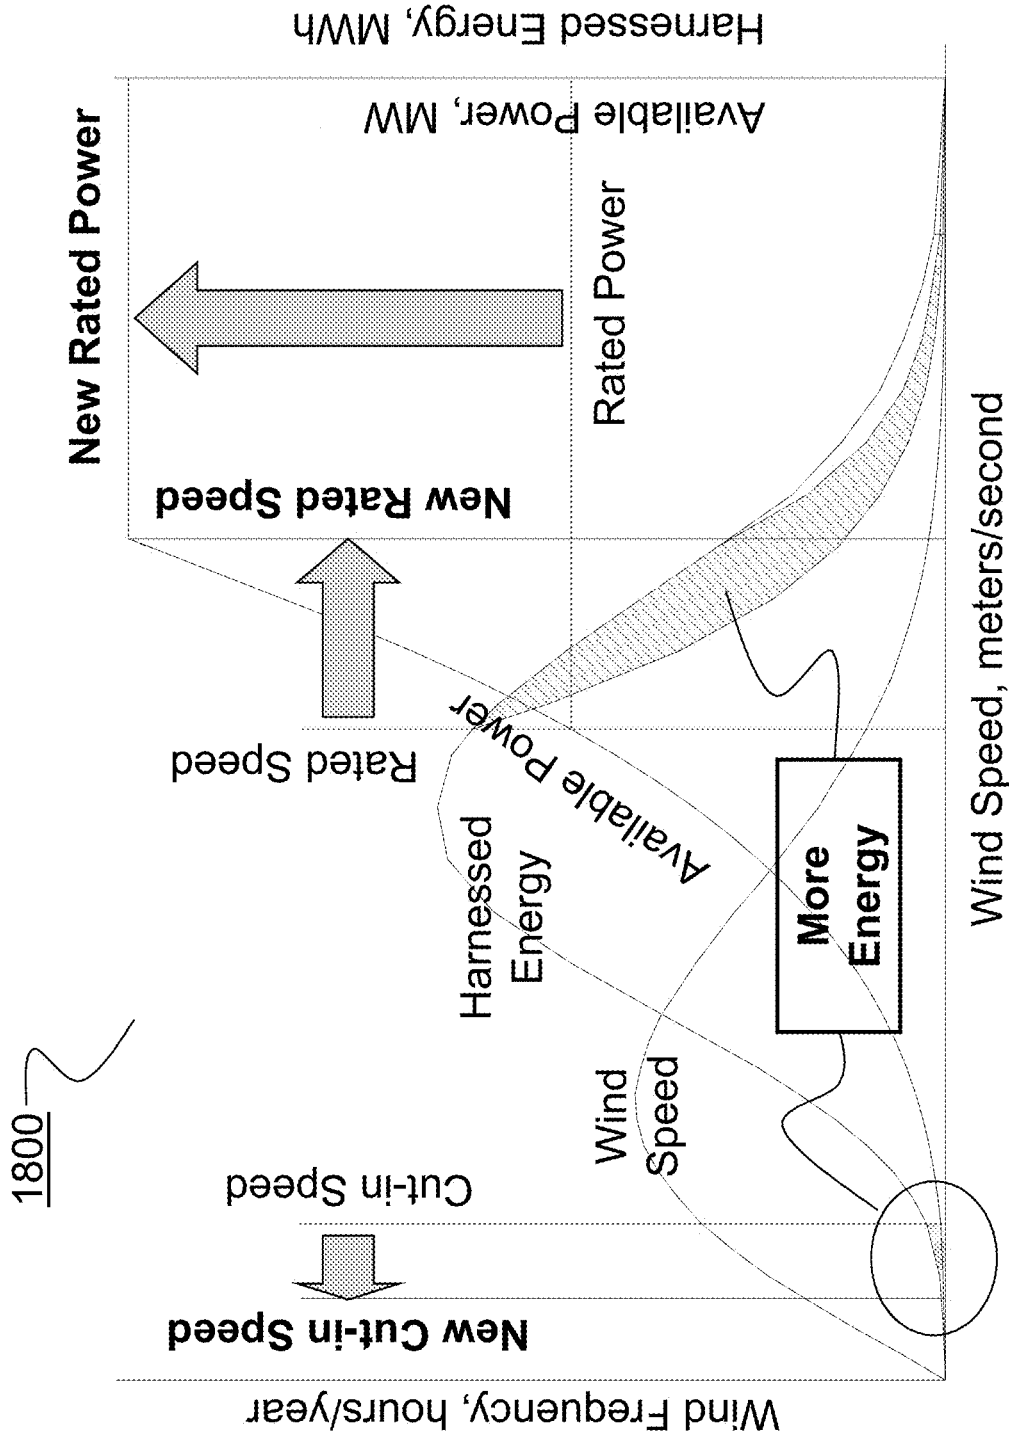 1800
New Rated Power
Harnessed Energy, MWh
Available Power, MW
Wind Frequency, hours/year
New Cut-in Speed
Cut-in Speed
Rated Speed
New Rated Speed
Rated Power
Harnessed
Energy
Available Power
Wind
Speed
More
Energy
Wind Speed, meters/second